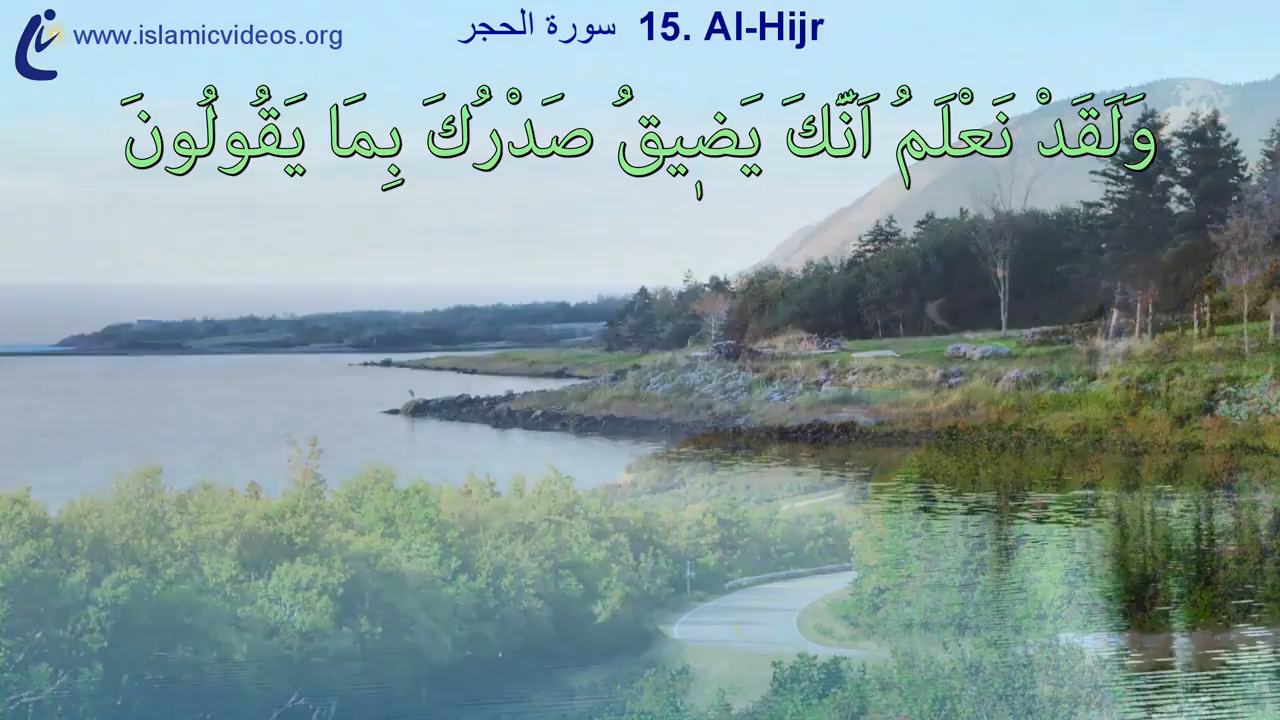 www.islamicvideos.org
سورة الحجر 15. Al-Hijr
وَلَقَدْ نَعْلَمُ اَنَّكَ يَضٖيقُ صَدْرُكَ بِمَا يَقُولُونَ